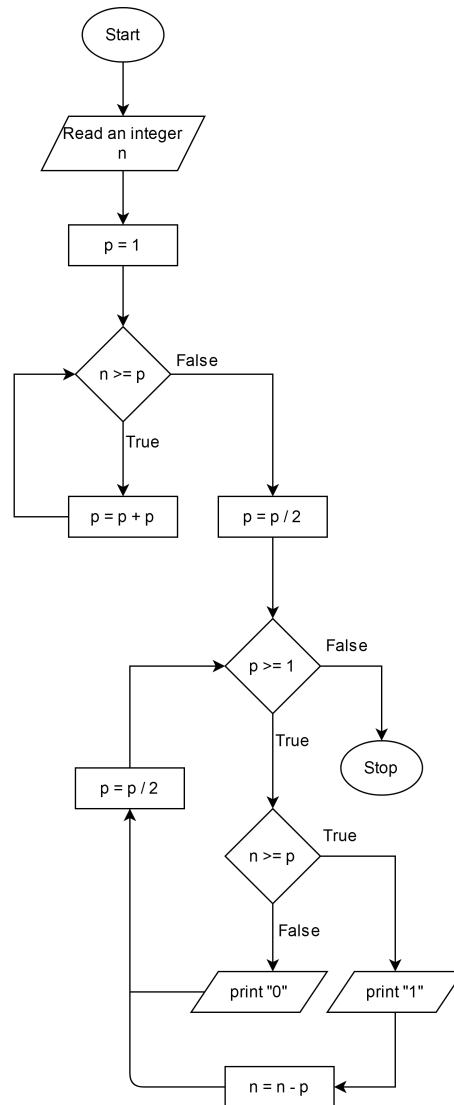 Start
Read an integer
n
p = 1
n >= p
False
True
p = p + p
p = p / 2
p >= 1
False
True
Stop
p = p / 2
n >= p
True
False
print "0"
print "1"
n = n - p